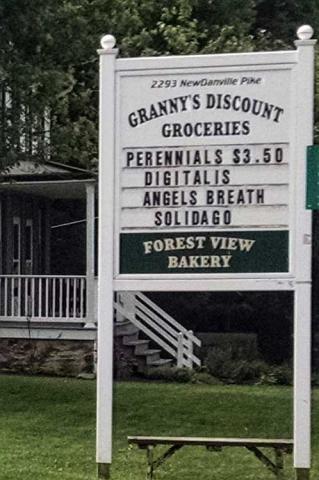 2293 NewDanville Pike
GRANNY'S DISCOUNT
GROCERIES
PERENNIALS $3.50
DIGITALIS
ANGELS BREATH
SOLIDAGO
FOREST VIEW
BAKERY